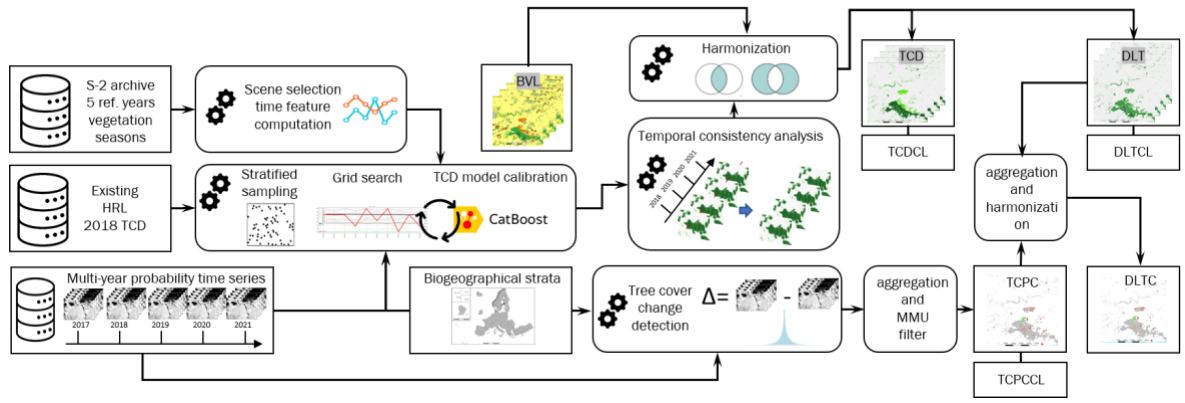 S-2 archive
5 ref. years
vegetation
seasons
Scene selection
time feature
computation
BVL
Harmonization
TCD
TCDCL
DLT
DLTCL
Existing
HRL
2018 TCD
Stratified
sampling
Grid search
TCD model calibration
CatBoost
Temporal consistency analysis
2018 2019 2020 2021
aggregation
and
harmonizati
on
Multi-year probability time series
2017 2018 2019 2020 2021
Biogeographical strata
Tree cover
change
detection
Δ= -
aggregation
and
MMU
filter
TCPC
TCPCCL
DLTC